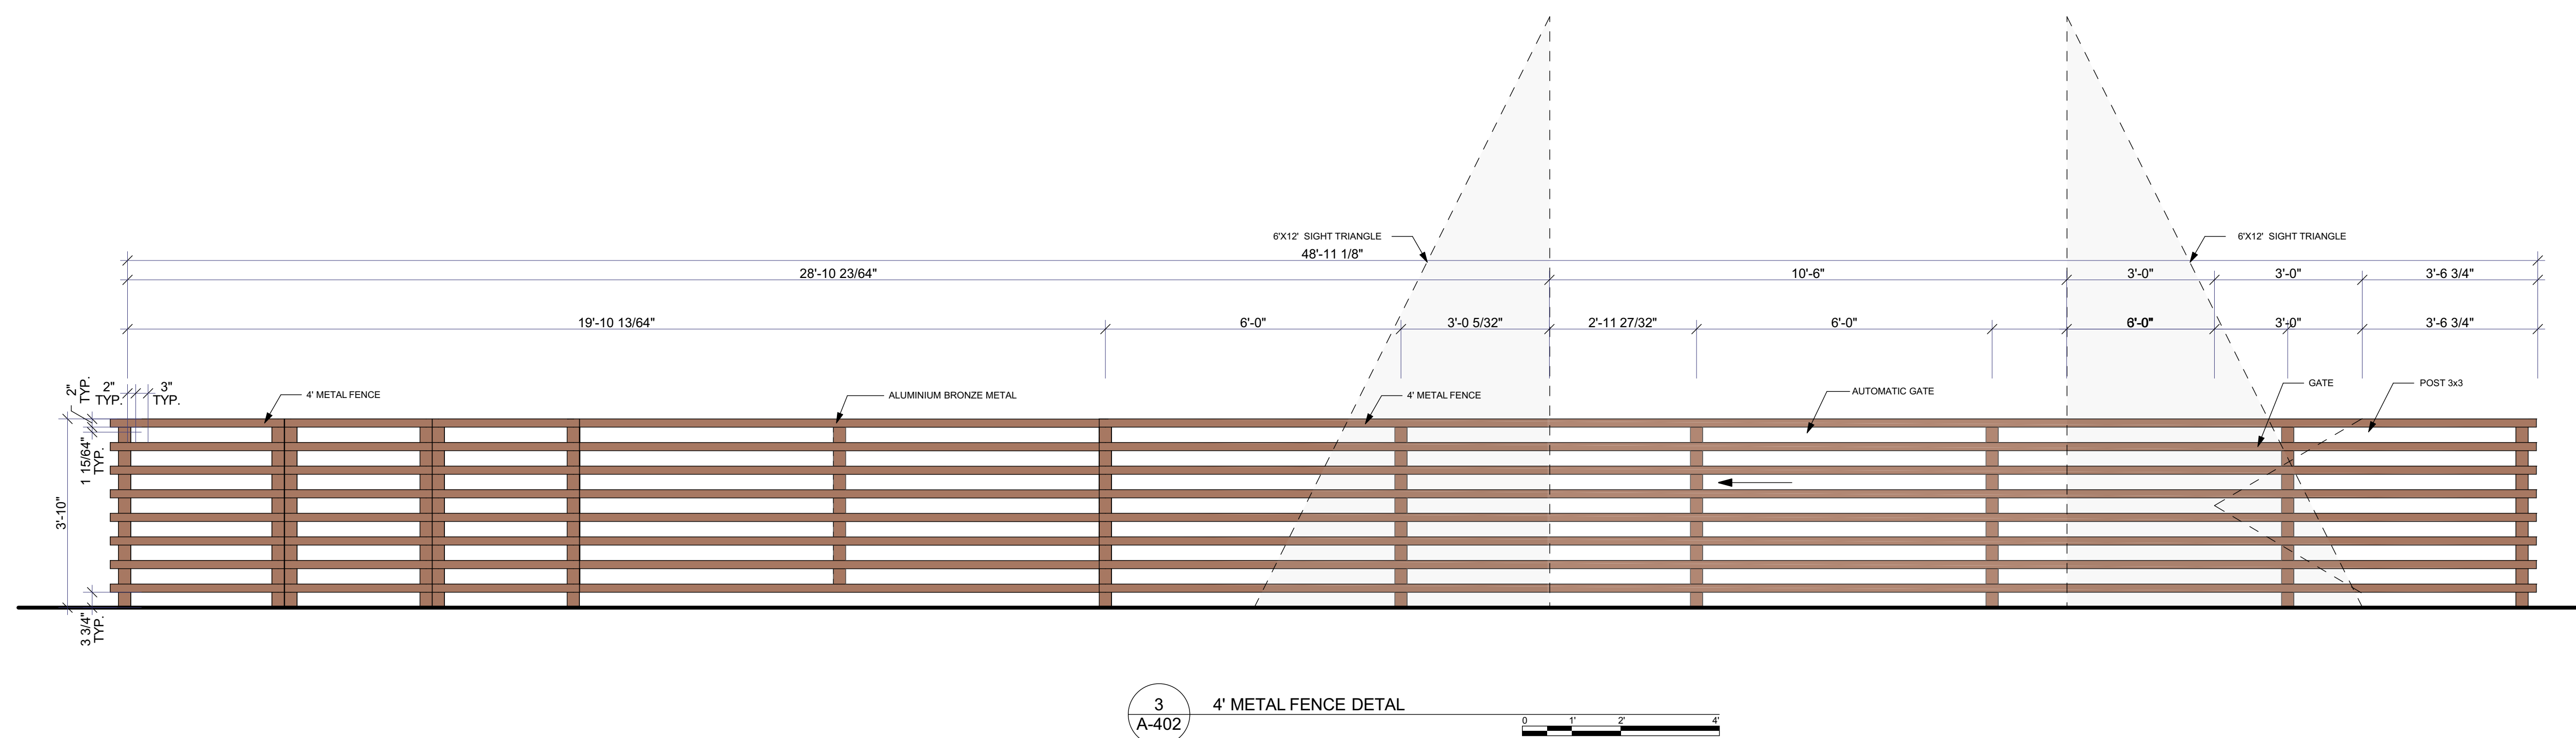 6'X12' SIGHT TRIANGLE
6'X12' SIGHT TRIANGLE
48'-11 1/8"
28'-10 23/64"
10'-6"
3'-0"
3'-0"
3'-6 3/4"
19'-10 13/64"
6'-0"
3'-0 5/32"
2'-11 27/32"
6'-0"
6'-0"
3'-0"
3'-6 3/4"
2"
TYP.
2"
TYP.
3"
TYP.
4' METAL FENCE
ALUMINIUM BRONZE METAL
4' METAL FENCE
AUTOMATIC GATE
GATE
POST 3x3
1 15/64"
TYP.
3'-10"
3 3/4"
TYP.
3
A-402
4' METAL FENCE DETAL
0 1' 2' 4'